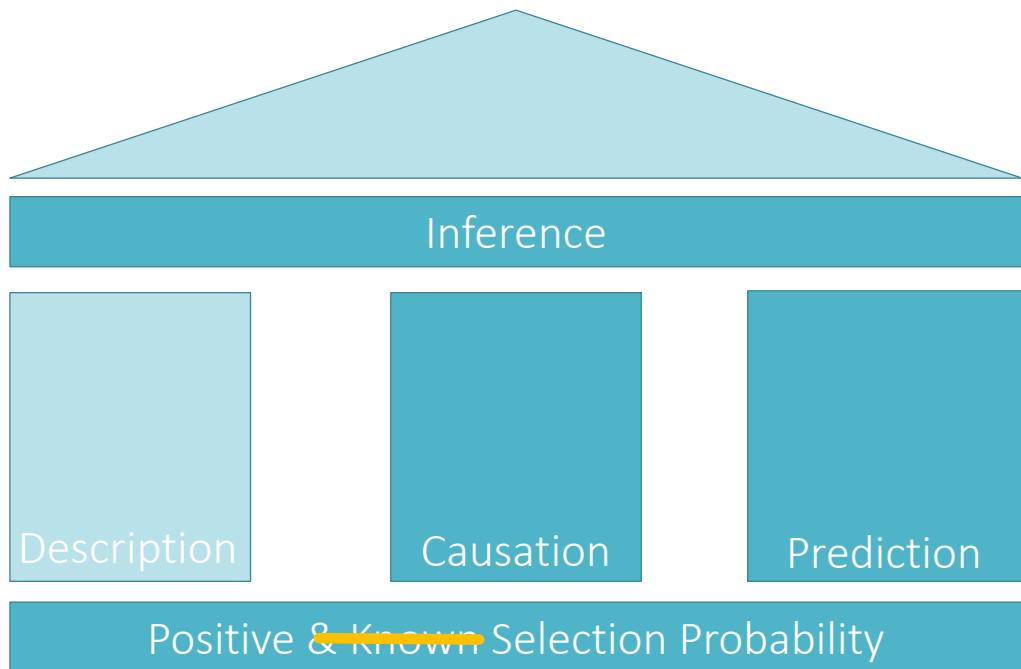 Inference
Description
Causation
Prediction
Positive & Known Selection Probability